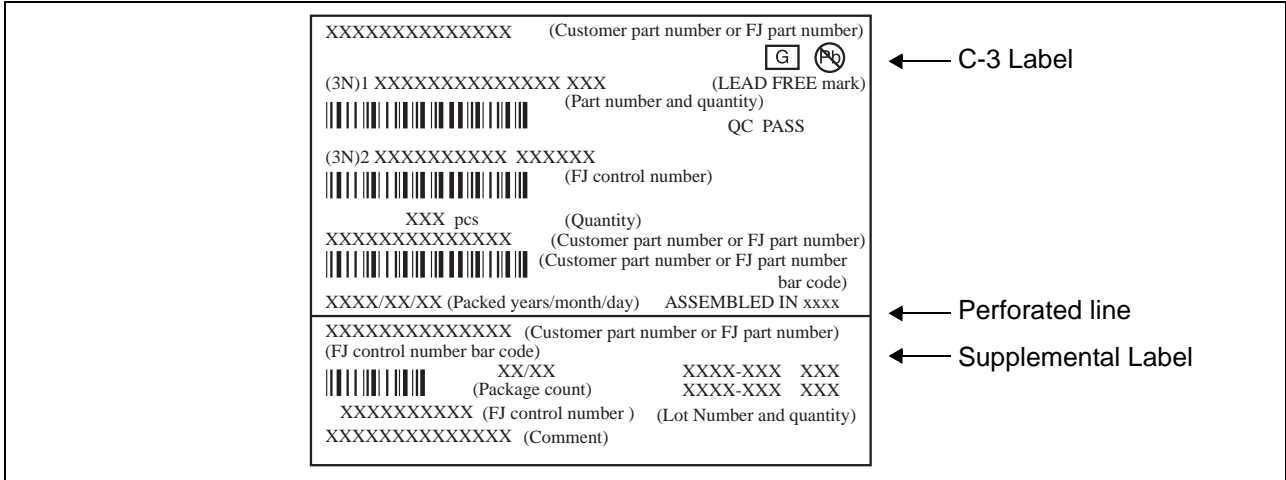 XXXXXXXXXXXXXX (Customer part number or FJ part number)
G Pb
C-3 Label
(3N)1 XXXXXXXXXXXXXX XXX (LEAD FREE mark)
(Part number and quantity)
QC PASS
(3N)2 XXXXXXXXXX XXXXXX
(FJ control number)
XXX pcs (Quantity)
XXXXXXXXXXXXXX (Customer part number or FJ part number)
(Customer part number or FJ part number
bar code)
XXXX/XX/XX (Packed years/month/day) ASSEMBLED IN xxxx
Perforated line
XXXXXXXXXXXXXX (Customer part number or FJ part number)
(FJ control number bar code)
Supplemental Label
XX/XX XXXX-XXX XXX
(Package count) XXXX-XXX XXX
XXXXXXXXXX (FJ control number ) (Lot Number and quantity)
XXXXXXXXXXXXXX (Comment)